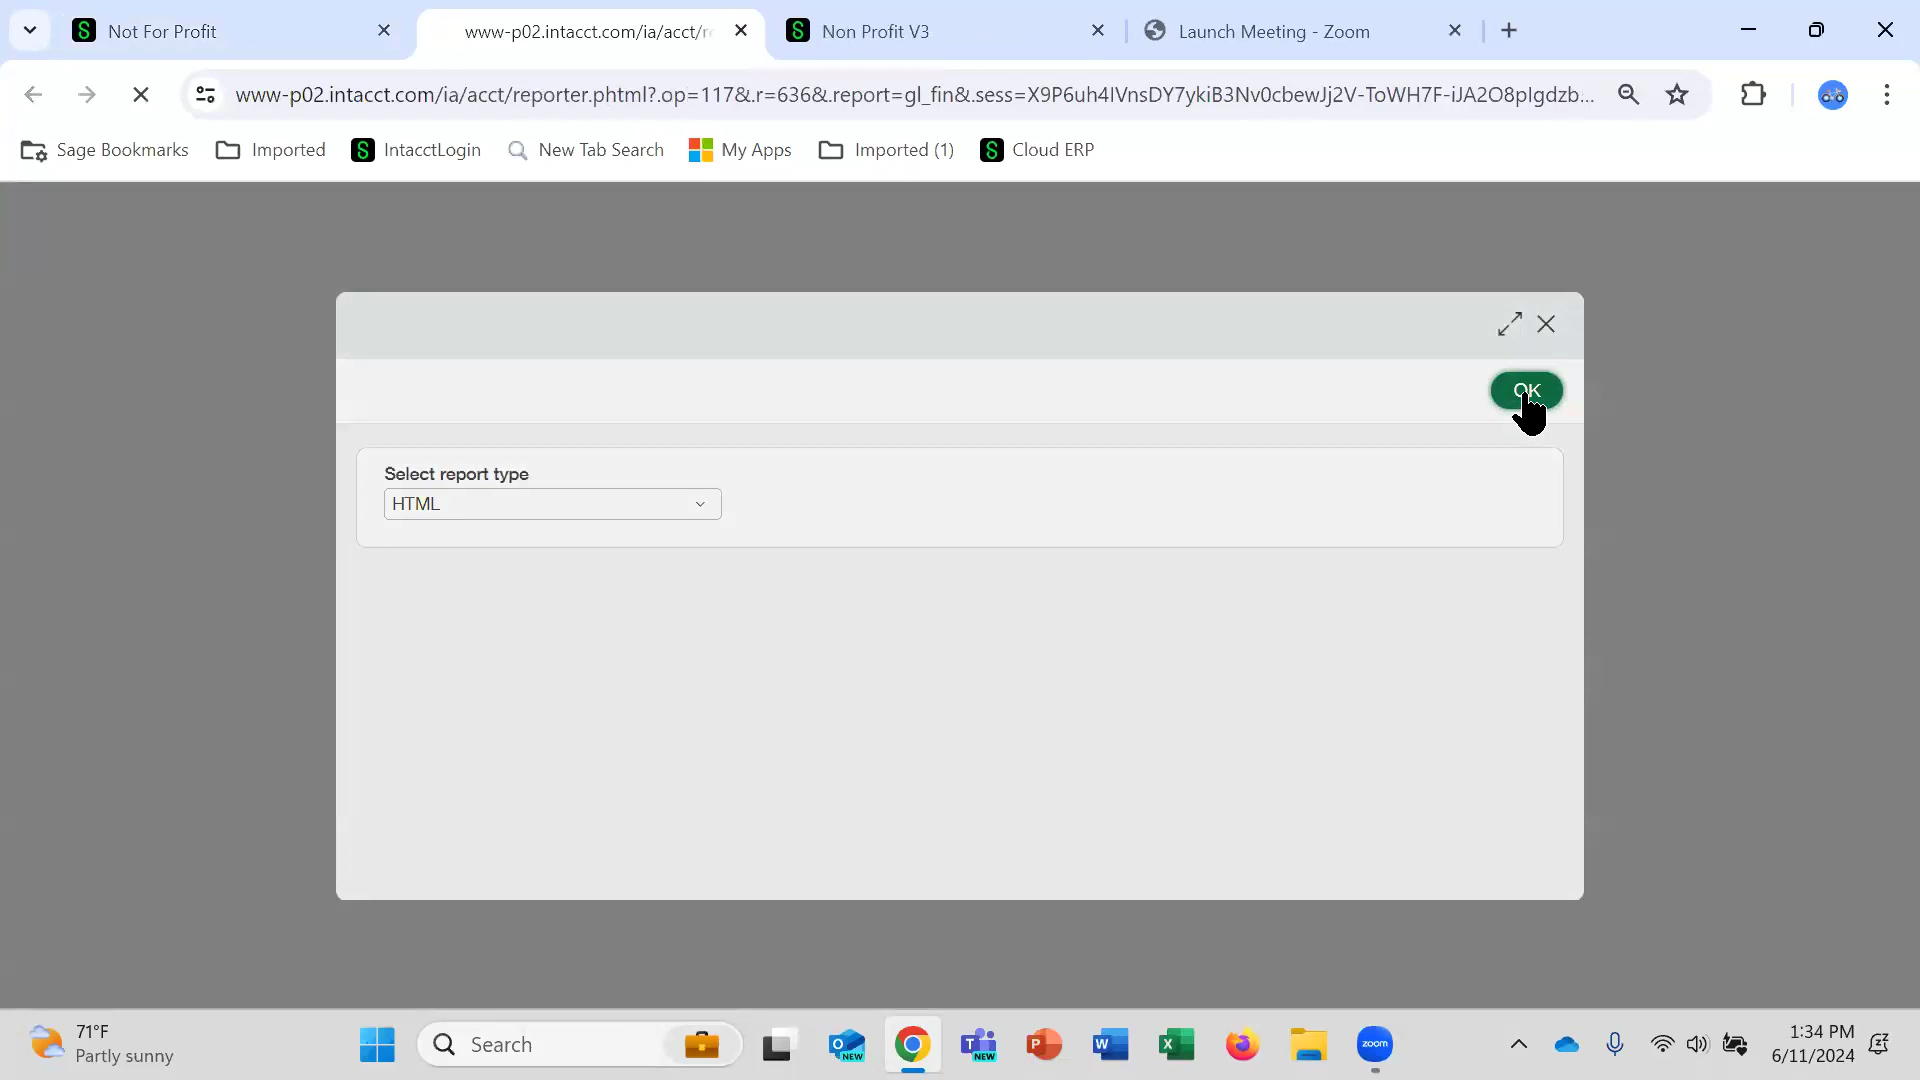 Not For Profit
www-p02.intacct.com/ia/acct/r
Non Profit V3
Launch Meeting - Zoom
www-p02.intacct.com/ia/acct/reporter.phtml?.op=117&.r=636&.report=gl_fin&.sess=X9P6uh4IVnsDY7ykiB3Nv0cbewJj2V-ToWH7F-iJA2O8pIgdzb...
Sage Bookmarks
Imported
IntacctLogin
New Tab Search
My Apps
Imported (1)
Cloud ERP
OK
Select report type
HTML
71°F
Partly sunny
Search
NEW
NEW
zoom
1:34 PM
6/11/2024